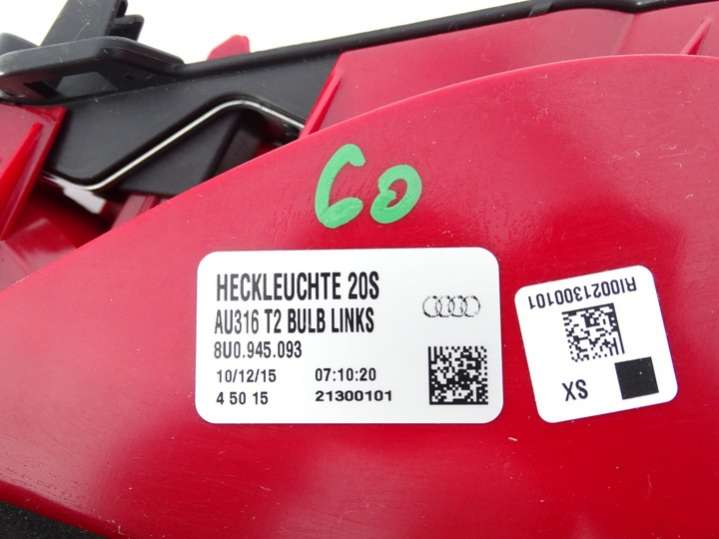 60
HECKLEUCHTE 20S
AU316 T2 BULB LINKS
8U0.945.093
10/12/15 07:10:20
4 50 15 21300101
RI0021300101
SX